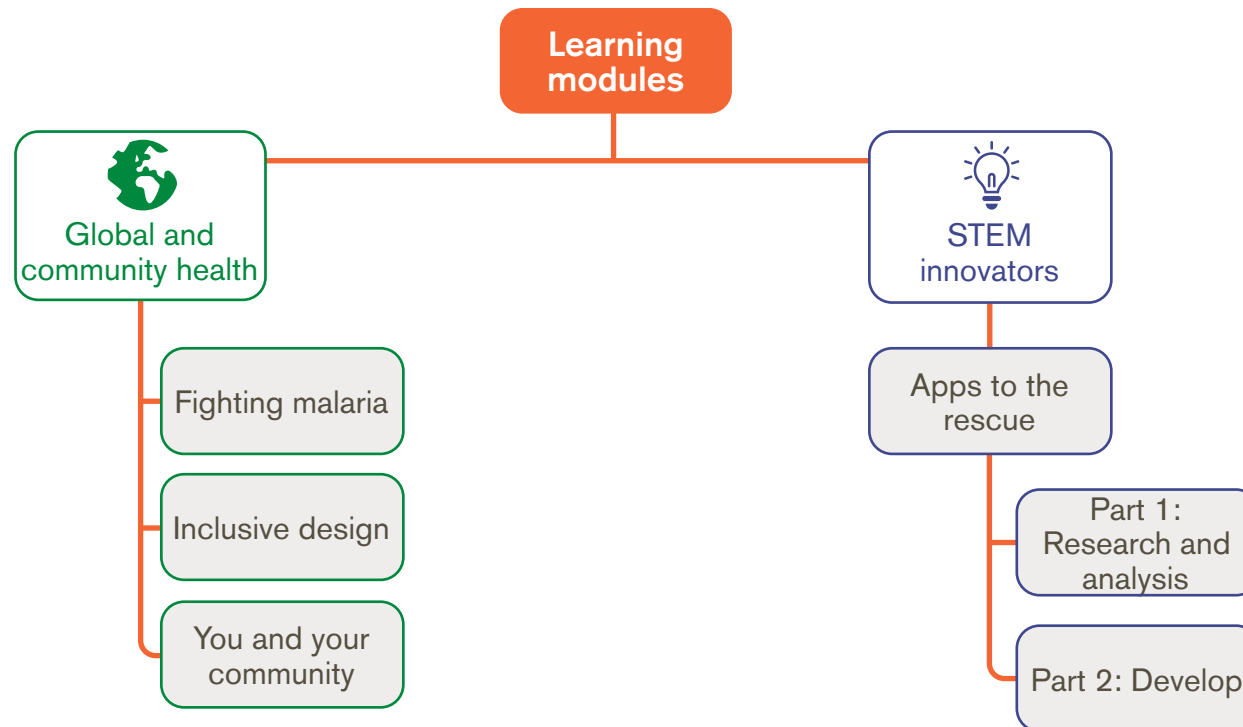 Learning
modules
Global and
community health
STEM
innovators
Fighting malaria
Inclusive design
You and your
community
Apps to the
rescue
Part 1:
Research and
analysis
Part 2: Develop